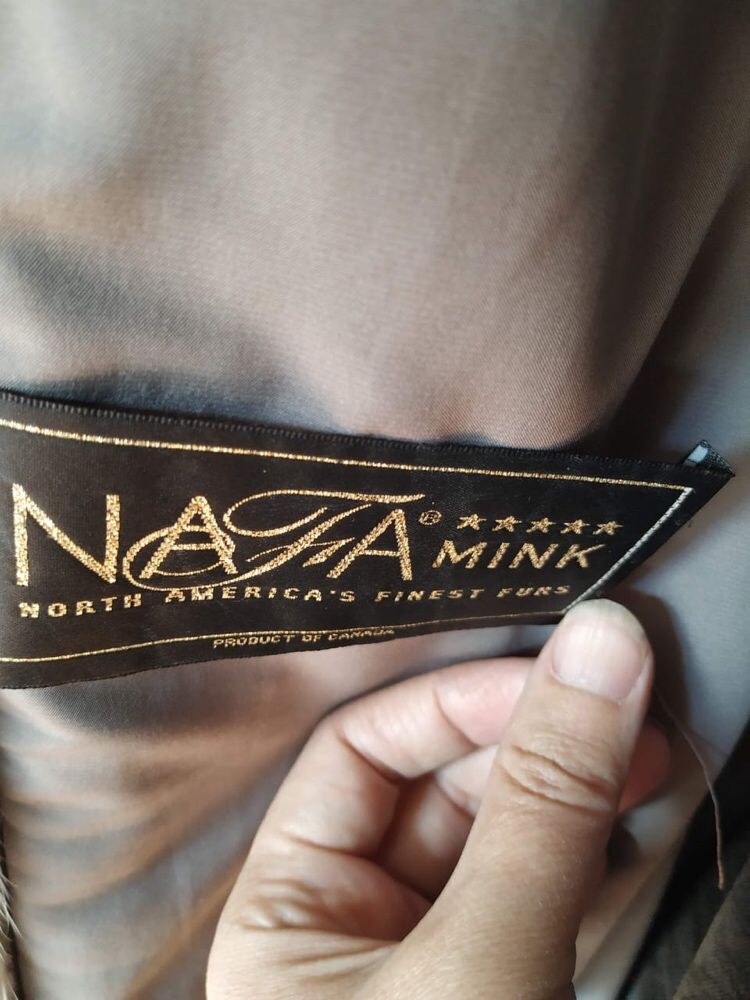 NAFA® ★★★★★
MINK
NORTH AMERICA'S FINEST FURS
PRODUCT OF CANADA